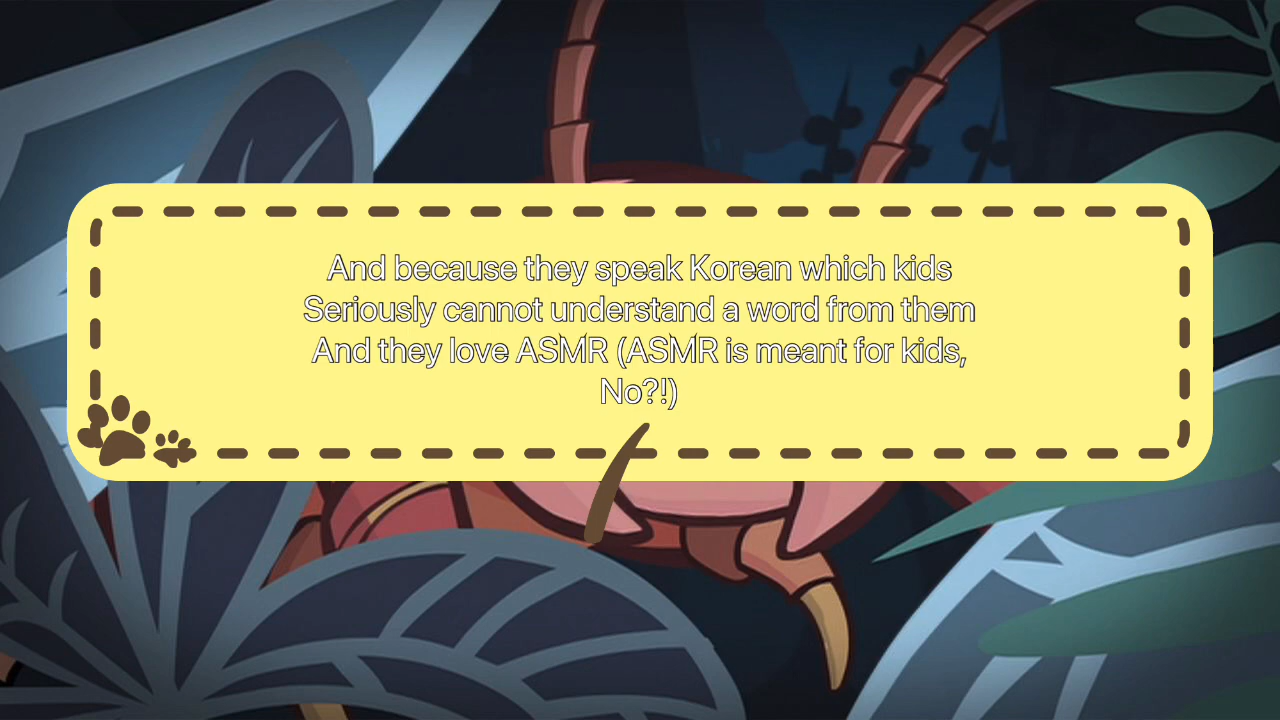 And because they speak Korean which kids
Seriously cannot understand a word from them
And they love ASMR (ASMR is meant for kids,
No?!)